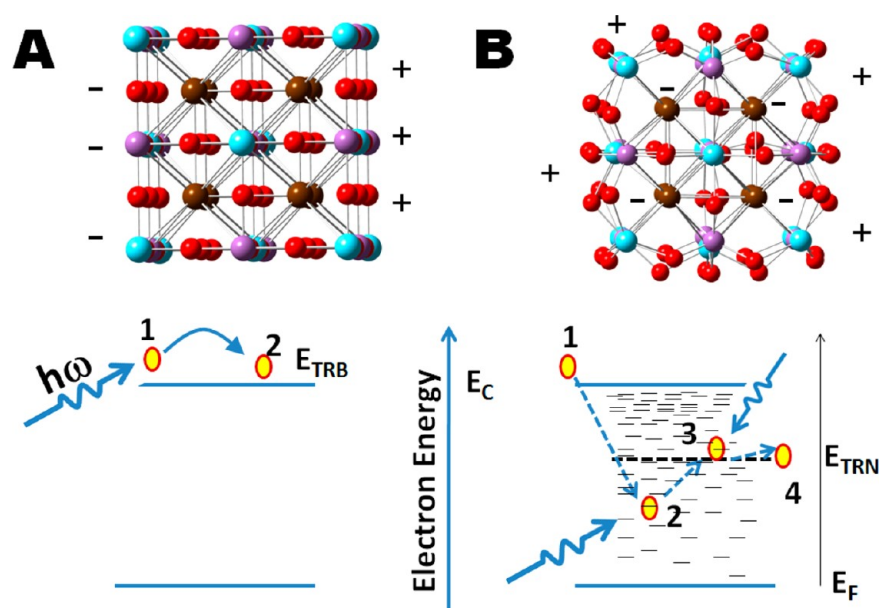 A
B
+
-
+
-
-
+
-
+
+
+
-
-
+
-
-
+
1
2
E_TRB
hω
Electron Energy
E_C
1
3
2
4
E_TRN
E_F